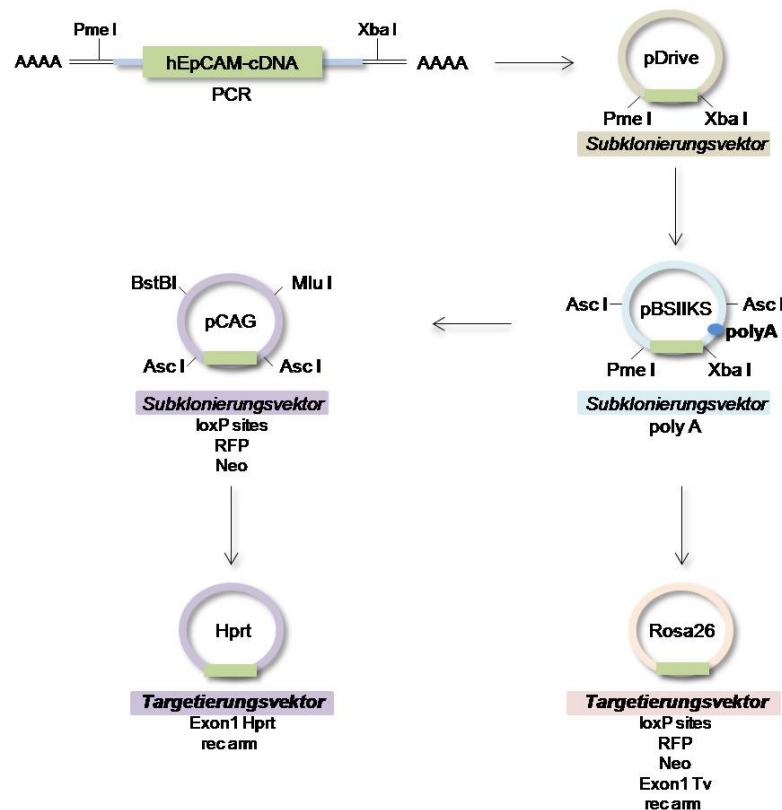 Pme I
Xba I
AAAA
hEpCAM-cDNA
AAAA
PCR
pDrive
Pme I
Xba I
Subklonierungsvektor
BstBI
Mlu I
pCAG
Asc I
Asc I
Subklonierungsvektor
loxP sites
RFP
Neo
Asc I
pBSIIKS
Asc I
polyA
Pme I
Xba I
Subklonierungsvektor
poly A
Hprt
Targetierungsvektor
Exon1 Hprt
rec arm
Rosa26
Targetierungsvektor
loxP sites
RFP
Neo
Exon1 Tv
rec arm